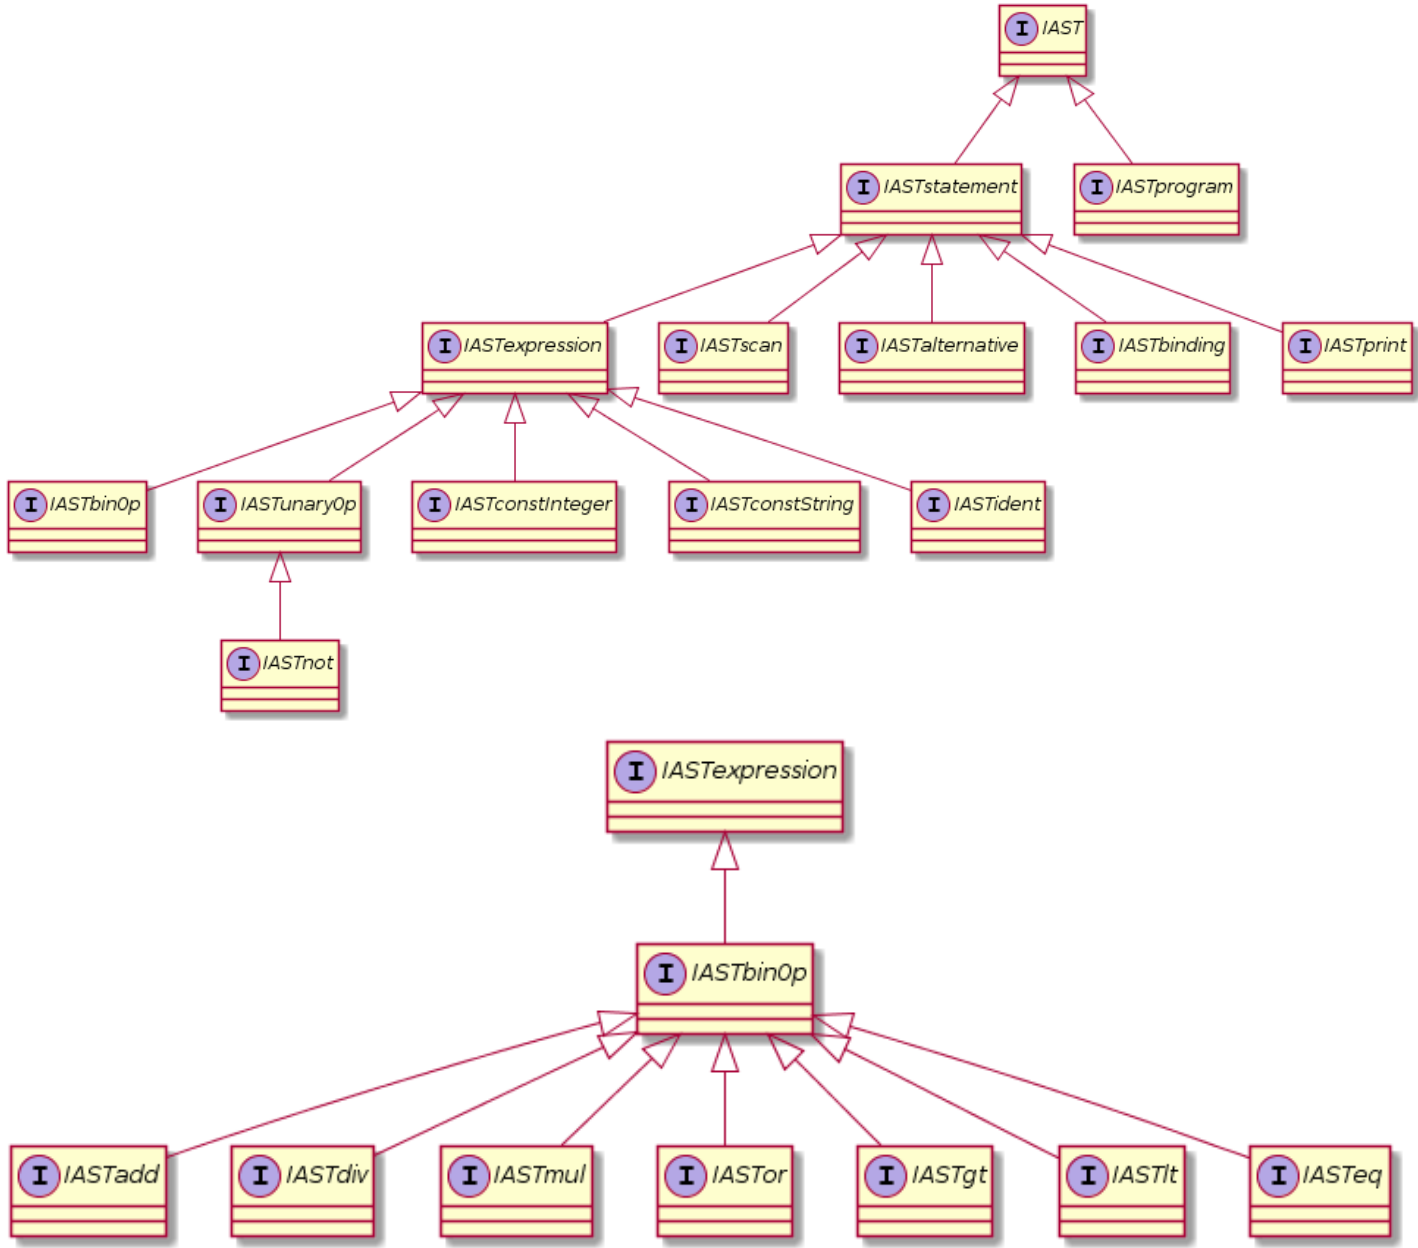 I IAST
I IASTstatement
I IASTprogram
I IASTexpression
I IASTscan
I IASTalternative
I IASTbinding
I IASTprint
I IASTbinOp
I IASTunaryOp
I IASTconstInteger
I IASTconstString
I IASTident
I IASTnot
I IASTexpression
I IASTbinOp
I IASTadd
I IASTdiv
I IASTmul
I IASTor
I IASTgt
I IASTlt
I IASTeq